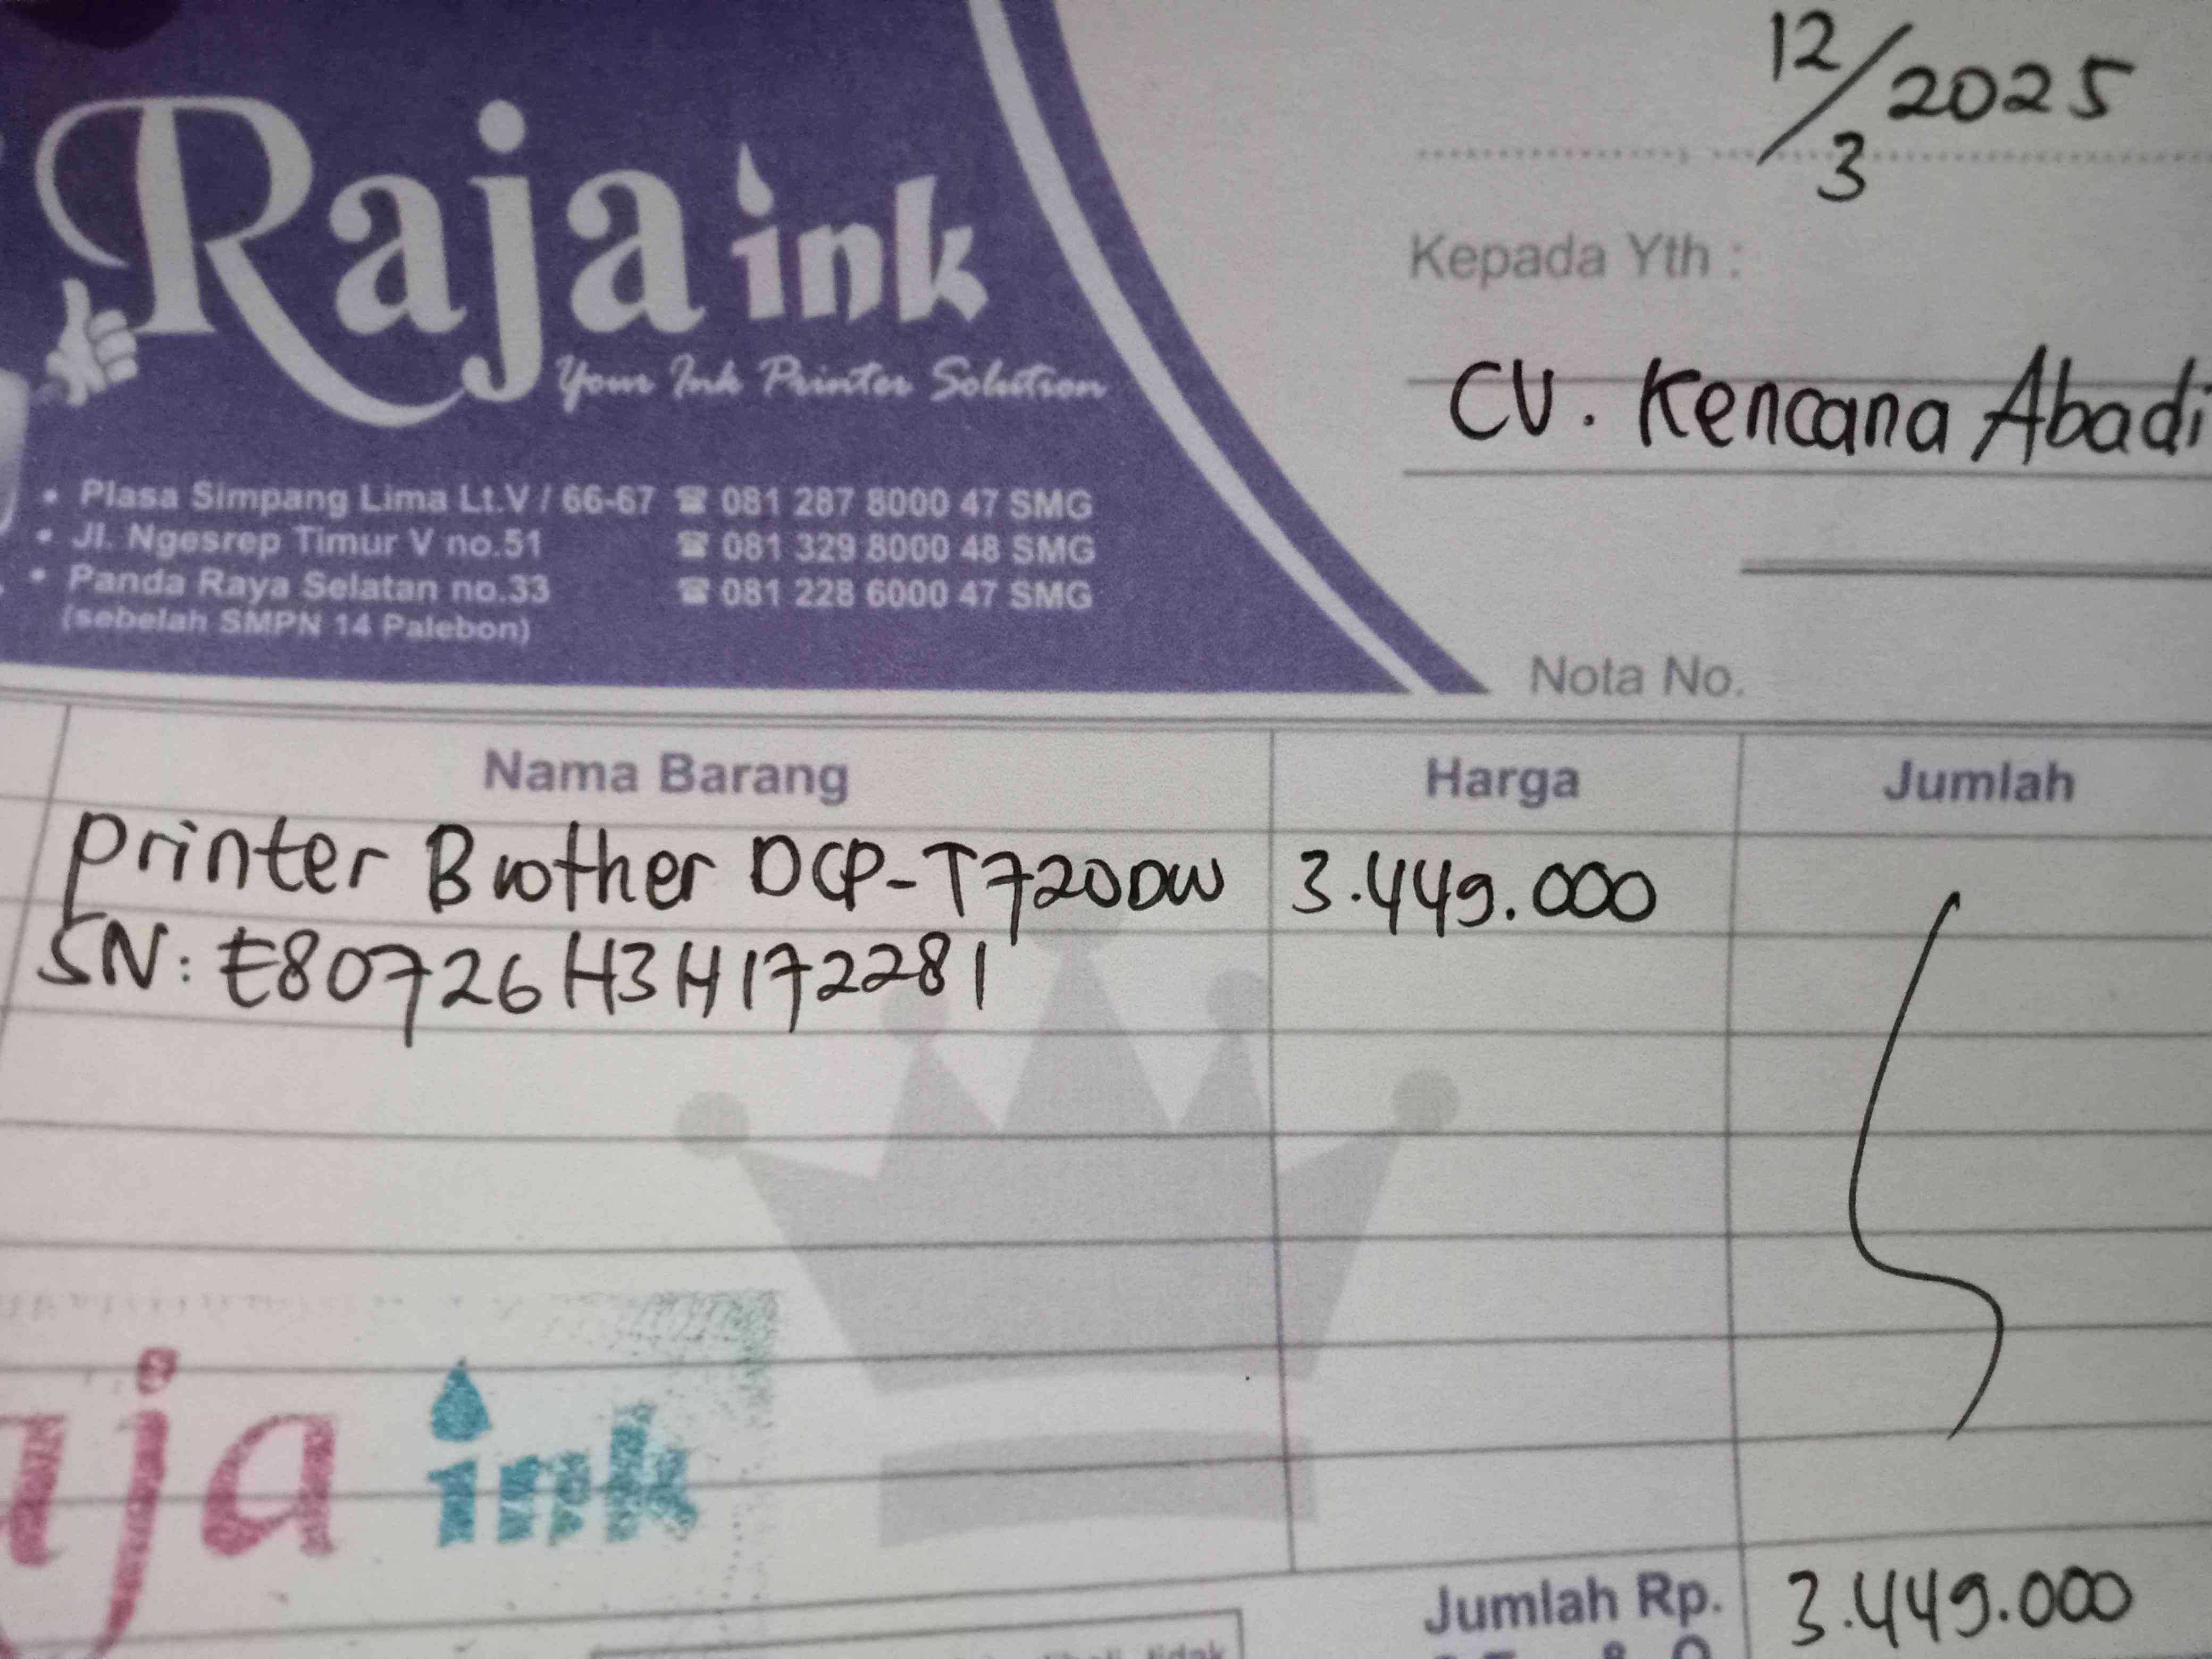 12/3 2025
Raja ink
Your Ink Printer Solution
Kepada Yth :
CV. Kencana Abadi
• Plasa Simpang Lima Lt.V / 66-67 ☎ 081 287 8000 47 SMG
• Jl. Ngesrep Timur V no.51 ☎ 081 329 8000 48 SMG
• Panda Raya Selatan no.33 ☎ 081 228 6000 47 SMG
(sebelah SMPN 14 Palebon)
Nota No.
Nama Barang Harga Jumlah
Printer Brother DCP-T720DW 3.449.000
SN: E80726H3H172281
aja ink
Jumlah Rp. 3.449.000
tidak